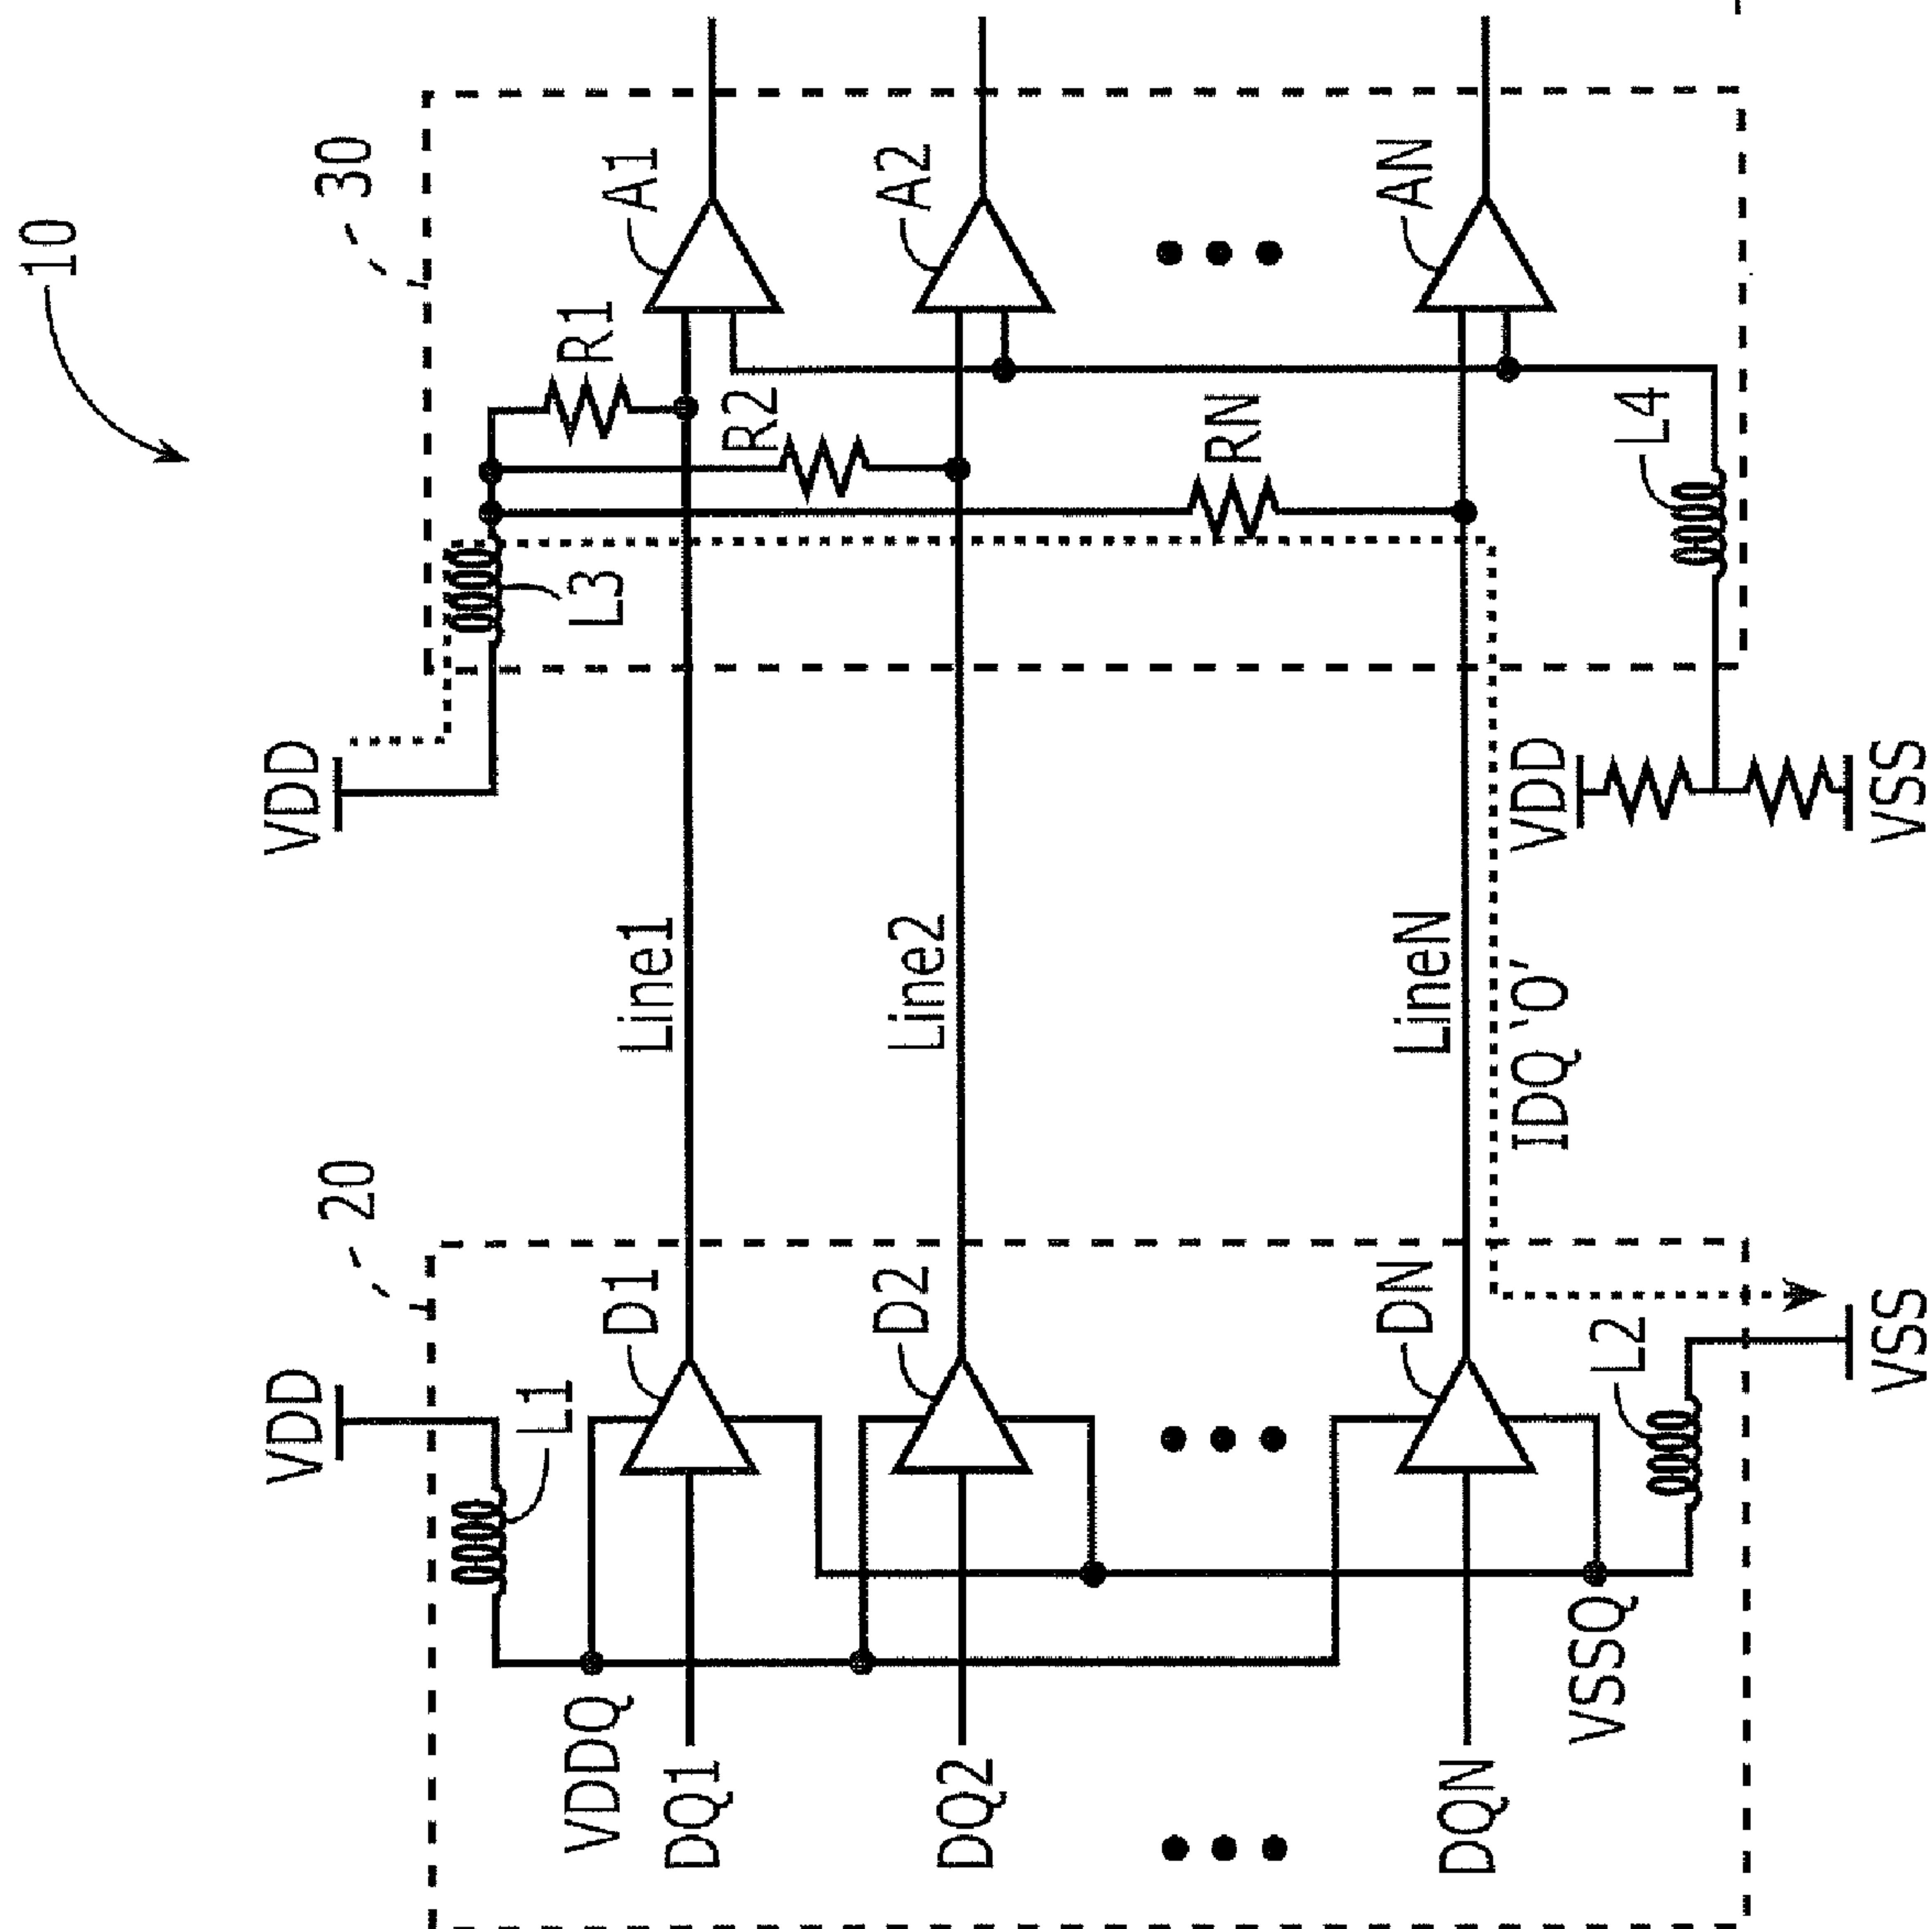 10
VDD
VDD
20
30
L1
VDDQ
L3
R1
D1
Line1
A1
DQ1
R2
D2
Line2
A2
DQ2
RN
DN
LineN
AN
DQN
IDQ '0'
VDD
VSSQ
L2
L4
VSS
VSS